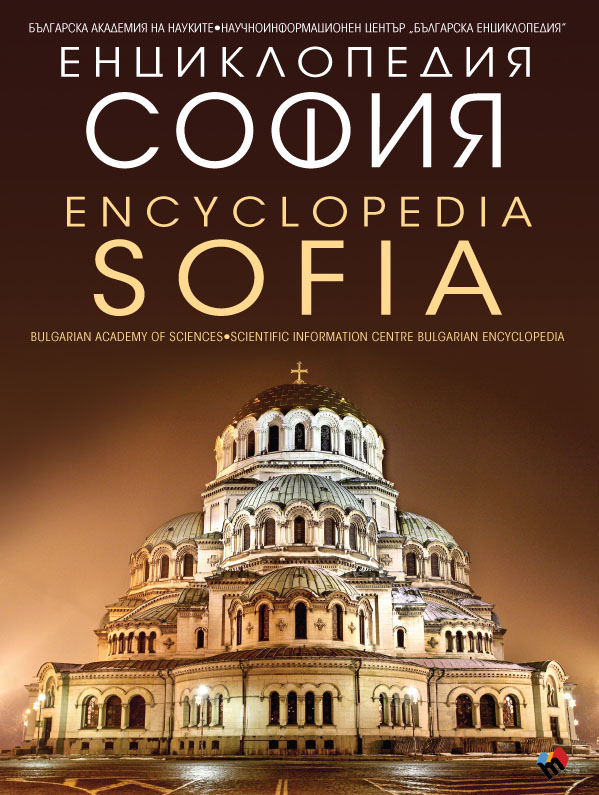 БЪЛГАРСКА АКАДЕМИЯ НА НАУКИТЕ•НАУЧНОИНФОРМАЦИОНЕН ЦЕНТЪР „БЪЛГАРСКА ЕНЦИКЛОПЕДИЯ“
ЕНЦИКЛОПЕДИЯ
СОФИЯ
ENCYCLOPEDIA
SOFIA
BULGARIAN ACADEMY OF SCIENCES•SCIENTIFIC INFORMATION CENTRE BULGARIAN ENCYCLOPEDIA
m